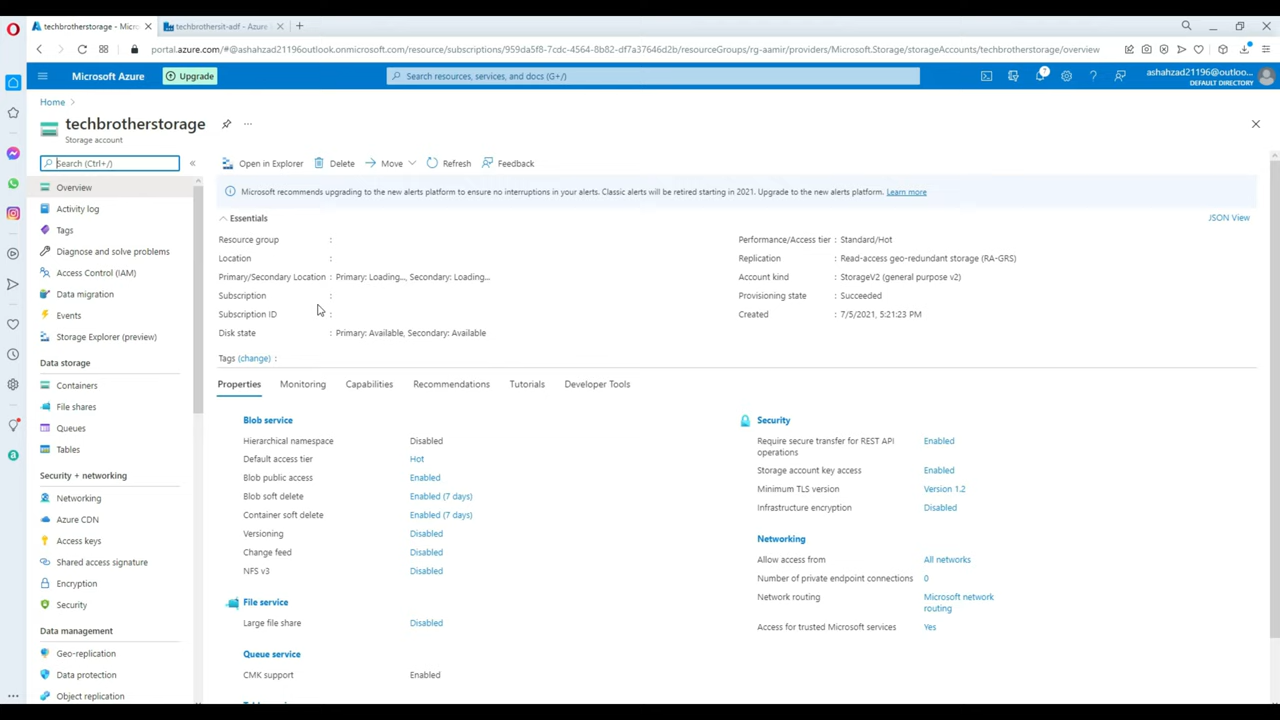 techbrotherstorage - Micro
techbrothersit-adf - Azure
portal.azure.com/#@ashahzad21196outlook.onmicrosoft.com/resource/subscriptions/959da5f8-7cdc-4564-8b82-df7a37646d2b/resourceGroups/rg-aamir/providers/Microsoft.Storage/storageAccounts/techbrotherstorage/overview
Microsoft Azure
Upgrade
Search resources, services, and docs (G+/)
ashahzad21196@outloo...
DEFAULT DIRECTORY
Home
techbrotherstorage
Storage account
Search (Ctrl+/)
Open in Explorer
Delete
Move
Refresh
Feedback
Overview
Activity log
Tags
Diagnose and solve problems
Access Control (IAM)
Data migration
Events
Storage Explorer (preview)
Data storage
Containers
File shares
Queues
Tables
Security + networking
Networking
Azure CDN
Access keys
Shared access signature
Encryption
Security
Data management
Geo-replication
Data protection
Object replication
Microsoft recommends upgrading to the new alerts platform to ensure no interruptions in your alerts. Classic alerts will be retired starting in 2021. Upgrade to the new alerts platform. Learn more
Essentials
JSON View
Resource group :
Location :
Primary/Secondary Location : Primary: Loading..., Secondary: Loading...
Subscription :
Subscription ID :
Disk state : Primary: Available, Secondary: Available
Performance/Access tier : Standard/Hot
Replication : Read-access geo-redundant storage (RA-GRS)
Account kind : StorageV2 (general purpose v2)
Provisioning state : Succeeded
Created : 7/5/2021, 5:21:23 PM
Tags (change) :
Properties
Monitoring
Capabilities
Recommendations
Tutorials
Developer Tools
Blob service
Hierarchical namespace Disabled
Default access tier Hot
Blob public access Enabled
Blob soft delete Enabled (7 days)
Container soft delete Enabled (7 days)
Versioning Disabled
Change feed Disabled
NFS v3 Disabled
File service
Large file share Disabled
Queue service
CMK support Enabled
Security
Require secure transfer for REST API Enabled
operations
Storage account key access Enabled
Minimum TLS version Version 1.2
Infrastructure encryption Disabled
Networking
Allow access from All networks
Number of private endpoint connections 0
Network routing Microsoft network
routing
Access for trusted Microsoft services Yes